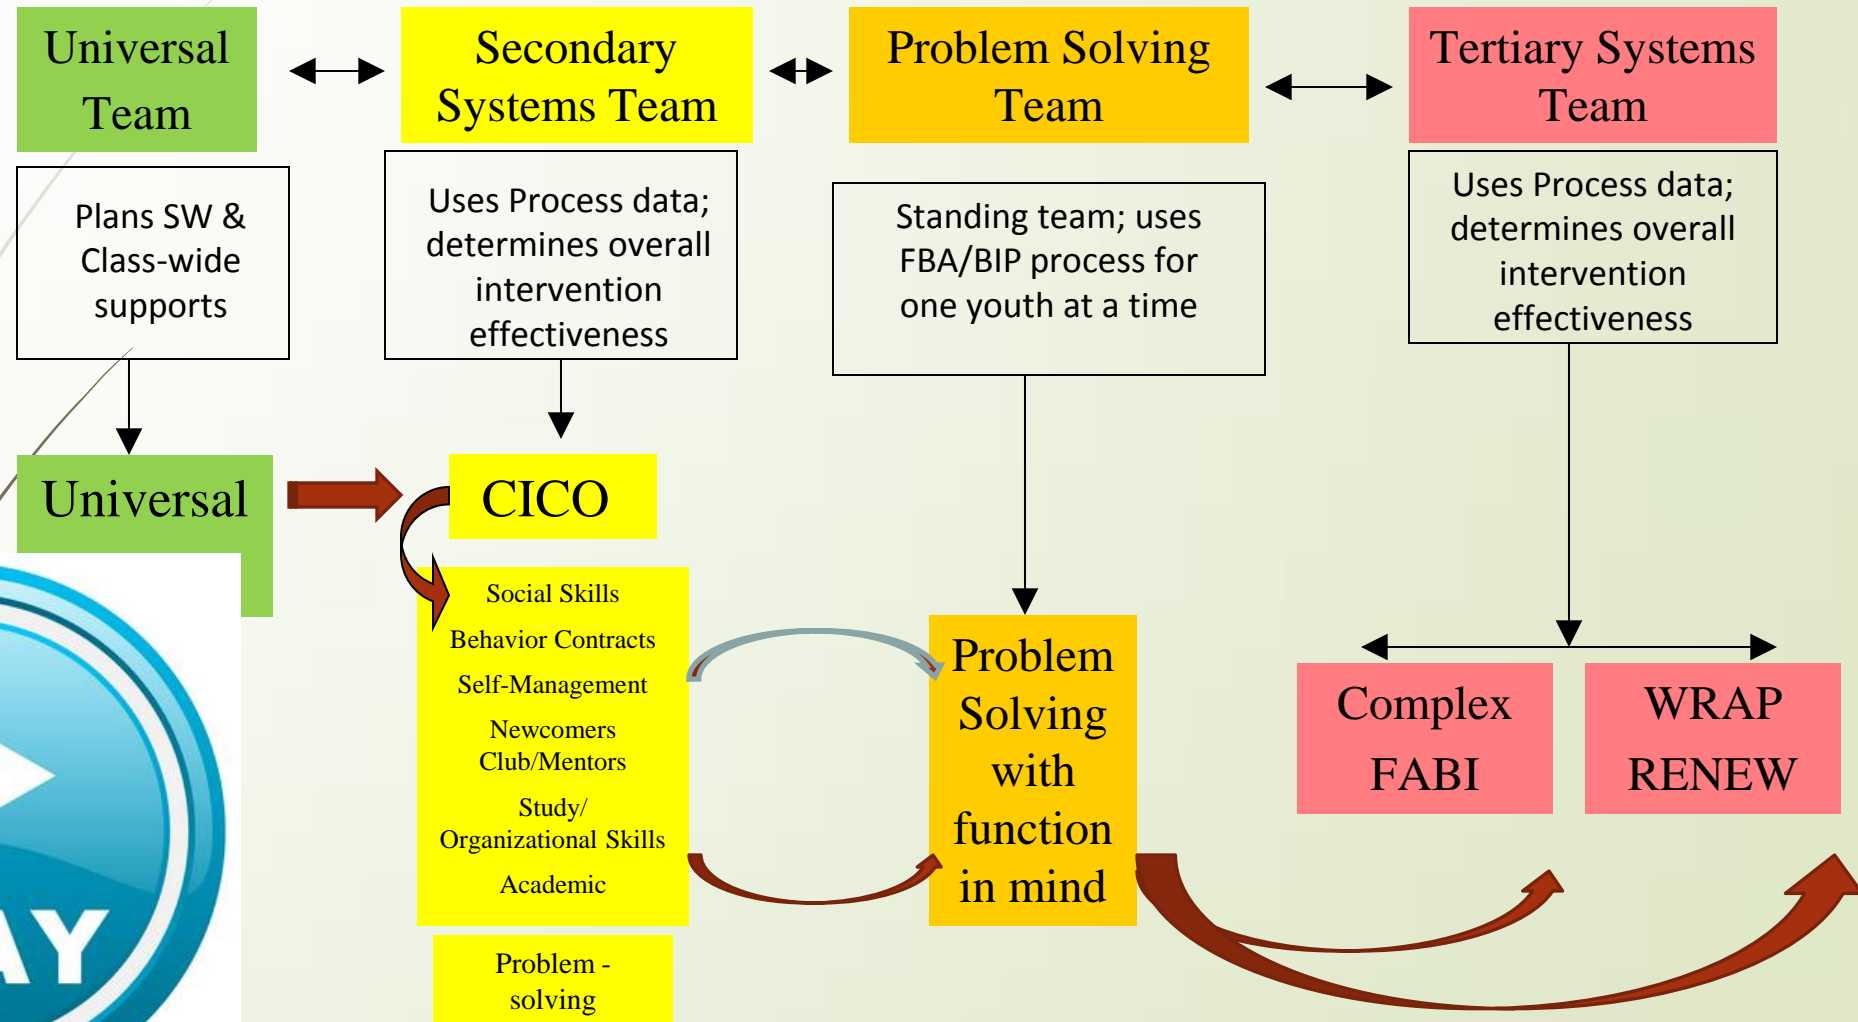 Universal
Team
Secondary
Systems Team
Problem Solving
Team
Tertiary Systems
Team
Plans SW &
Class-wide
supports
Uses Process data;
determines overall
intervention
effectiveness
Standing team; uses
FBA/BIP process for
one youth at a time
Uses Process data;
determines overall
intervention
effectiveness
Universal
CICO
Social Skills
Behavior Contracts
Self-Management
Newcomers
Club/Mentors
Study/
Organizational Skills
Academic
Problem -
solving
Problem
Solving
with
function
in mind
Complex
FABI
WRAP
RENEW
AY